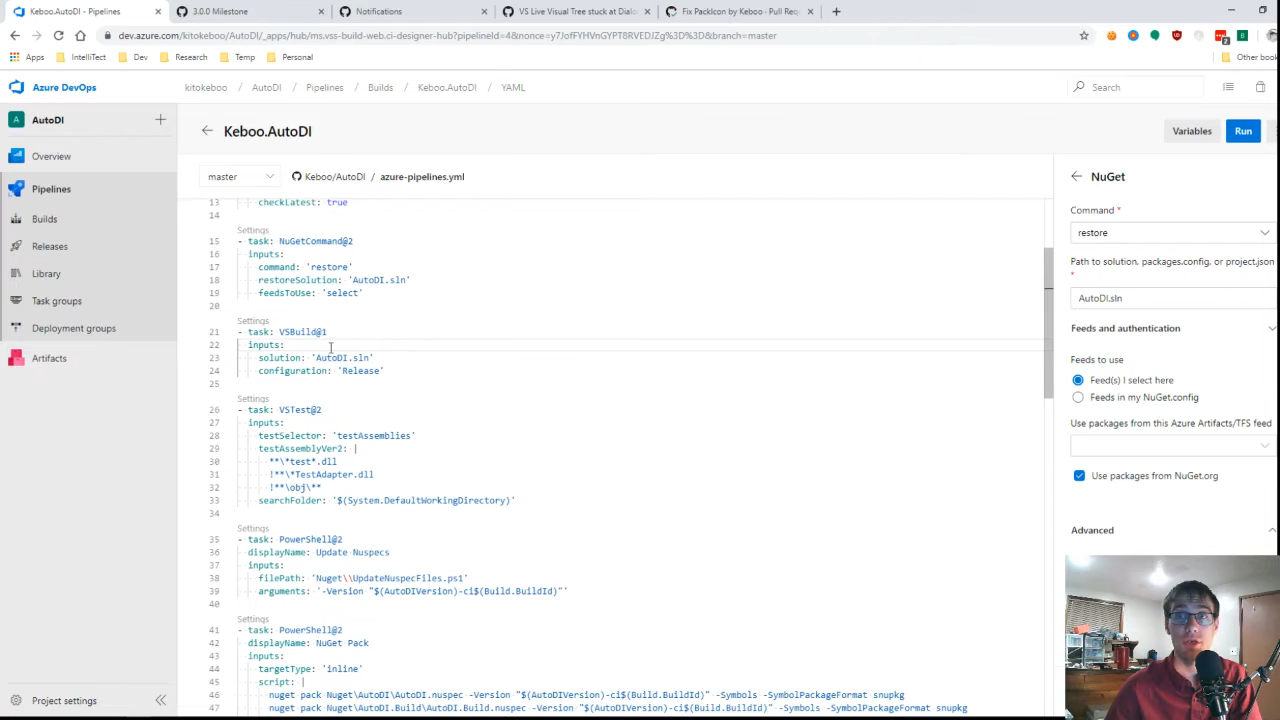 Keboo.AutoDI - Pipelines
3.0.0 Milestone
Notifications
VS Live Visual Tree stuck at Dialo
Fix PackIcon by Keboo · Pull Req
dev.azure.com/kitokeboo/AutoDI/_apps/hub/ms.vss-build-web.ci-designer-hub?pipelineId=4&nonce=y7JofFYHVnGYPT8RVEDJZg%3D%3D&branch=master
Apps
IntelliTect
Dev
Research
Temp
Personal
Other book
Azure DevOps
kitokeboo / AutoDI / Pipelines / Builds / Keboo.AutoDI / YAML
Search
A AutoDI
Overview
Pipelines
Builds
Releases
Library
Task groups
Deployment groups
Artifacts
Project settings
Keboo.AutoDI
Variables
Run
master
Keboo/AutoDI / azure-pipelines.yml
13 checkLatest: true
14
Settings
15 - task: NuGetCommand@2
16 inputs:
17 command: 'restore'
18 restoreSolution: 'AutoDI.sln'
19 feedsToUse: 'select'
20
Settings
21 - task: VSBuild@1
22 inputs:
23 solution: 'AutoDI.sln'
24 configuration: 'Release'
25
Settings
26 - task: VSTest@2
27 inputs:
28 testSelector: 'testAssemblies'
29 testAssemblyVer2: |
30 **\*test*.dll
31 !**\*TestAdapter.dll
32 !**\obj\**
33 searchFolder: '$(System.DefaultWorkingDirectory)'
34
Settings
35 - task: PowerShell@2
36 displayName: Update Nuspecs
37 inputs:
38 filePath: 'Nuget\\UpdateNuspecFiles.ps1'
39 arguments: '-Version "$(AutoDIVersion)-ci$(Build.BuildId)"'
40
Settings
41 - task: PowerShell@2
42 displayName: NuGet Pack
43 inputs:
44 targetType: 'inline'
45 script: |
46 nuget pack Nuget\AutoDI\AutoDI.nuspec -Version "$(AutoDIVersion)-ci$(Build.BuildId)" -Symbols -SymbolPackageFormat snupkg
47 nuget pack Nuget\AutoDI.Build\AutoDI.Build.nuspec -Version "$(AutoDIVersion)-ci$(Build.BuildId)" -Symbols -SymbolPackageFormat snupkg
NuGet
Command *
restore
Path to solution, packages.config, or project.json
*
AutoDI.sln
Feeds and authentication
Feeds to use
Feed(s) I select here
Feeds in my NuGet.config
Use packages from this Azure Artifacts/TFS feed
Use packages from NuGet.org
Advanced